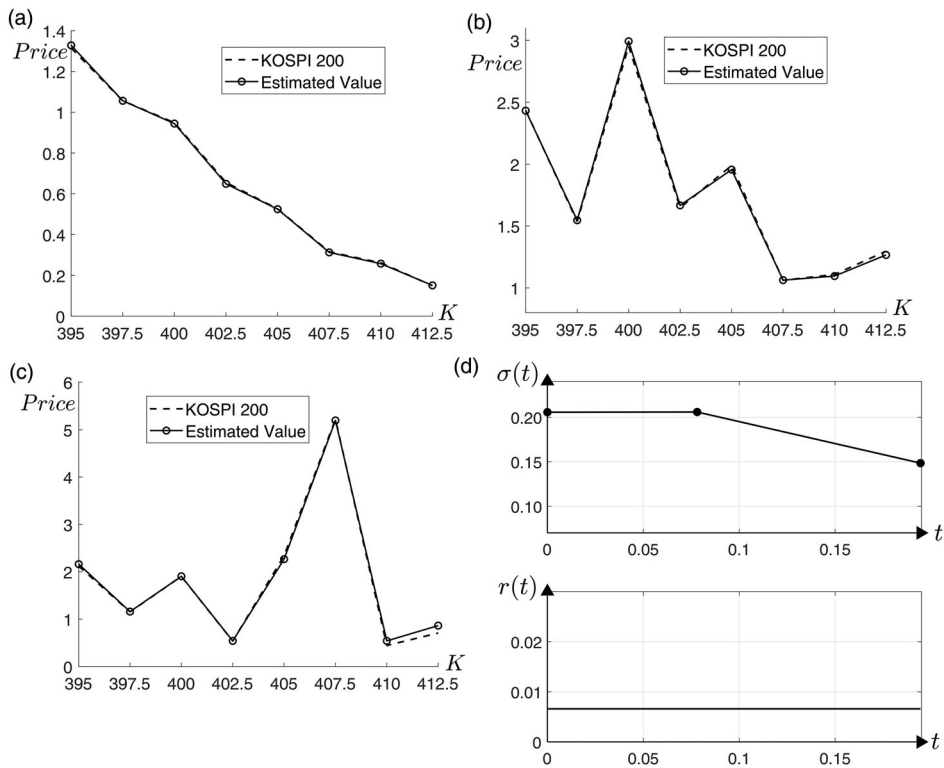 (a)
Price
1.4
1.2
1
0.8
0.6
0.4
0.2
0
395 397.5 400 402.5 405 407.5 410 412.5
K
KOSPI 200
Estimated Value
(b)
Price
3
2.5
2
1.5
1
395 397.5 400 402.5 405 407.5 410 412.5
K
KOSPI 200
Estimated Value
(c)
Price
6
5
4
3
2
1
0
395 397.5 400 402.5 405 407.5 410 412.5
K
KOSPI 200
Estimated Value
(d)
σ(t)
0.20
0.15
0.10
0 0.05 0.1 0.15
t
r(t)
0.02
0.01
0
0 0.05 0.1 0.15
t